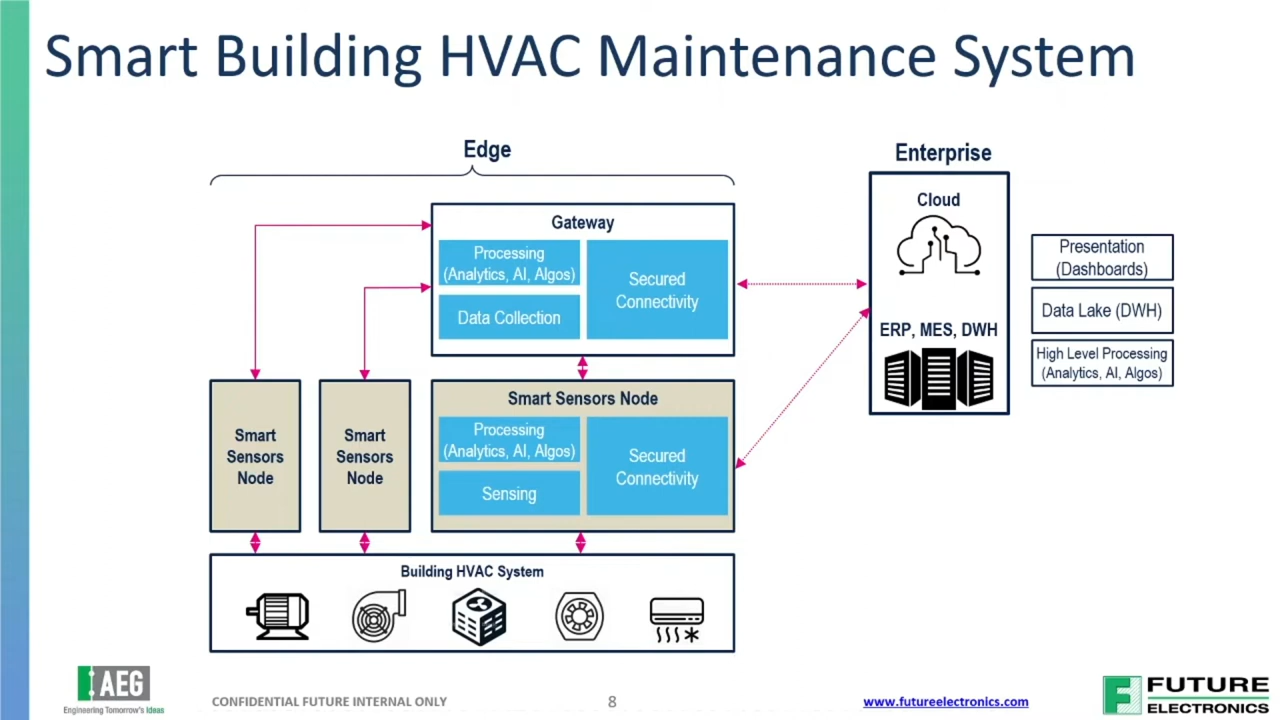 Smart Building HVAC Maintenance System
Edge
Enterprise
Gateway
Processing
(Analytics, AI, Algos)
Data Collection
Secured
Connectivity
Cloud
ERP, MES, DWH
Presentation
(Dashboards)
Data Lake (DWH)
High Level Processing
(Analytics, AI, Algos)
Smart
Sensors
Node
Smart
Sensors
Node
Smart Sensors Node
Processing
(Analytics, AI, Algos)
Sensing
Secured
Connectivity
Building HVAC System
AEG
Engineering Tomorrow's Ideas
CONFIDENTIAL FUTURE INTERNAL ONLY
8
www.futureelectronics.com
F
FUTURE
ELECTRONICS